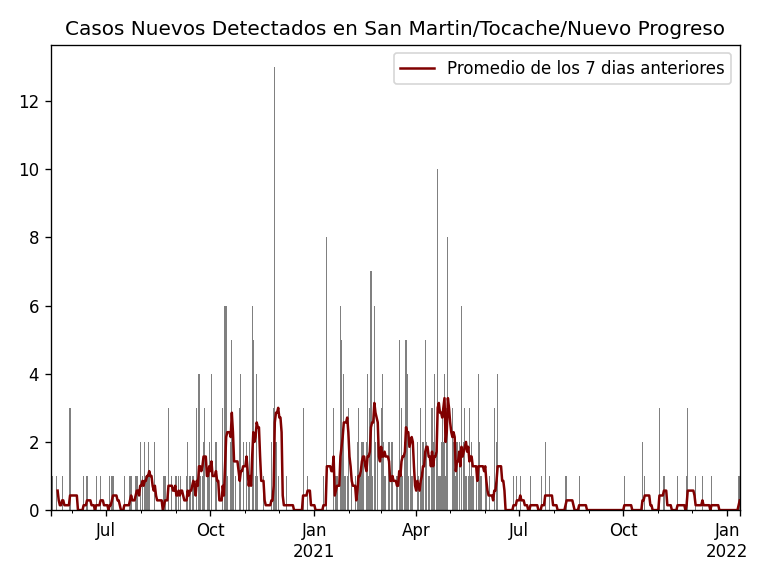 Casos Nuevos Detectados en San Martin/Tocache/Nuevo Progreso
Promedio de los 7 dias anteriores
12
10
8
6
4
2
0
Jul
Oct
Jan
2021
Apr
Jul
Oct
Jan
2022